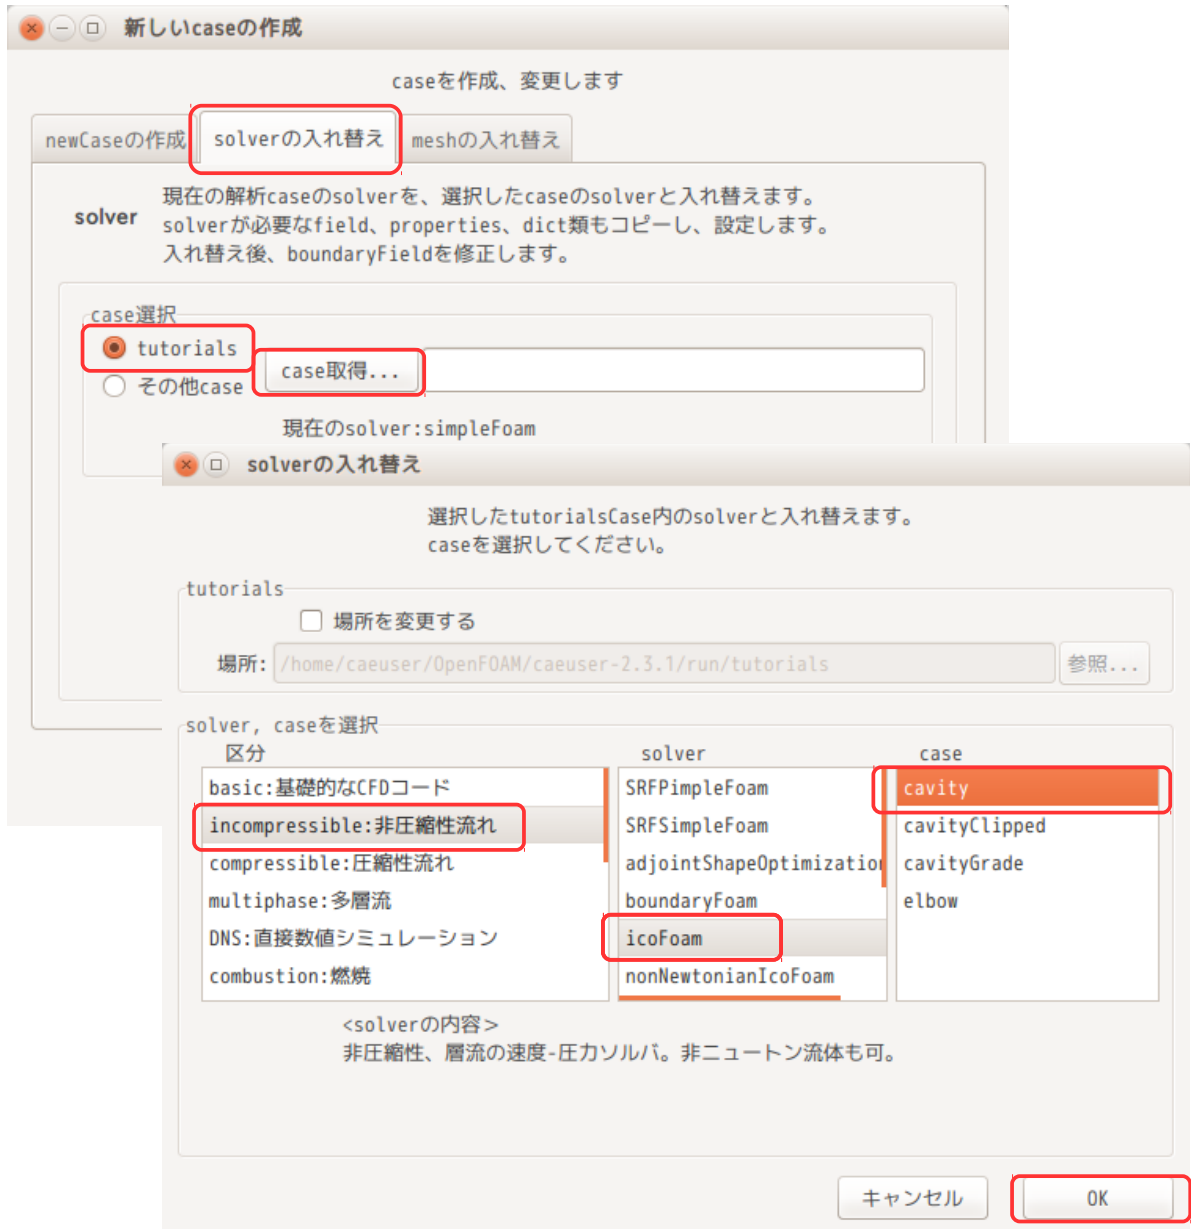 新しいcaseの作成
caseを作成、変更します
newCaseの作成 solverの入れ替え meshの入れ替え
solver
現在の解析caseのsolverを、選択したcaseのsolverと入れ替えます。
solverが必要なfield、properties、dict類もコピーし、設定します。
入れ替え後、boundaryFieldを修正します。
case選択
tutorials
その他case
case取得...
現在のsolver:simpleFoam
solverの入れ替え
選択したtutorialsCase内のsolverと入れ替えます。
caseを選択してください。
tutorials
場所を変更する
場所: /home/caeuser/OpenFOAM/caeuser-2.3.1/run/tutorials 参照...
solver, caseを選択
区分
basic:基礎的なCFDコード
incompressible:非圧縮性流れ
compressible:圧縮性流れ
multiphase:多層流
DNS:直接数値シミュレーション
combustion:燃焼
solver
SRFPimpleFoam
SRFSimpleFoam
adjointShapeOptimization
boundaryFoam
icoFoam
nonNewtonianIcoFoam
case
cavity
cavityClipped
cavityGrade
elbow
<solverの内容>
非圧縮性、層流の速度-圧力ソルバ。非ニュートン流体も可。
キャンセル OK